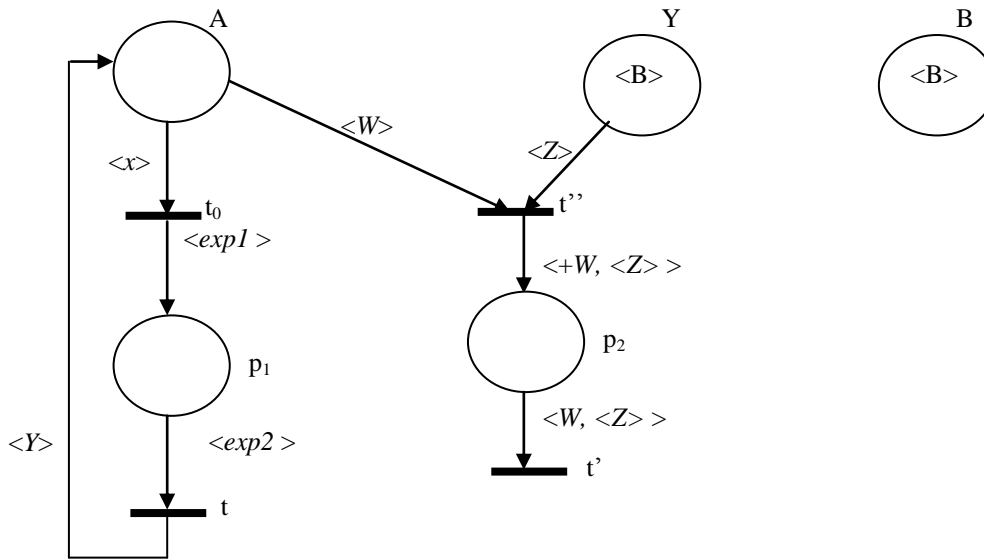 A
Y
B
<B>
<B>
<W>
<x>
<Z>
t₀
t’’
<exp1 >
<+W, <Z> >
p₁
p₂
<Y>
<exp2 >
<W, <Z> >
t
t’